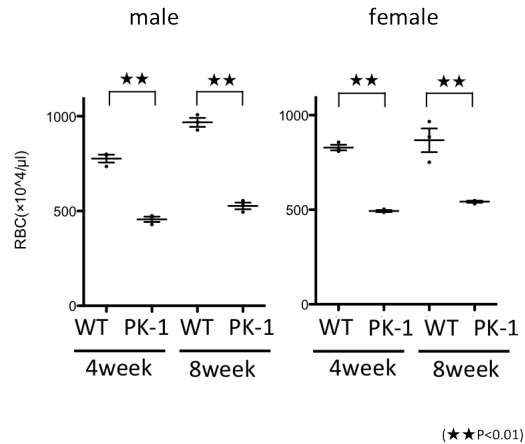 male female
★★ ★★ ★★ ★★
1000 1000
RBC(×10^4/μl)
500 500
0 0
WT PK-1 WT PK-1 WT PK-1 WT PK-1
4week 8week 4week 8week
(★★P<0.01)